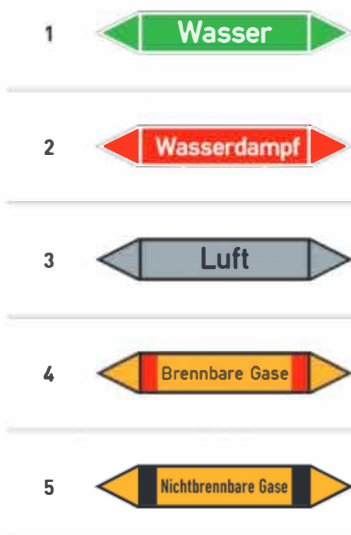 1 Wasser
2 Wasserdampf
3 Luft
4 Brennbare Gase
5 Nichtbrennbare Gase